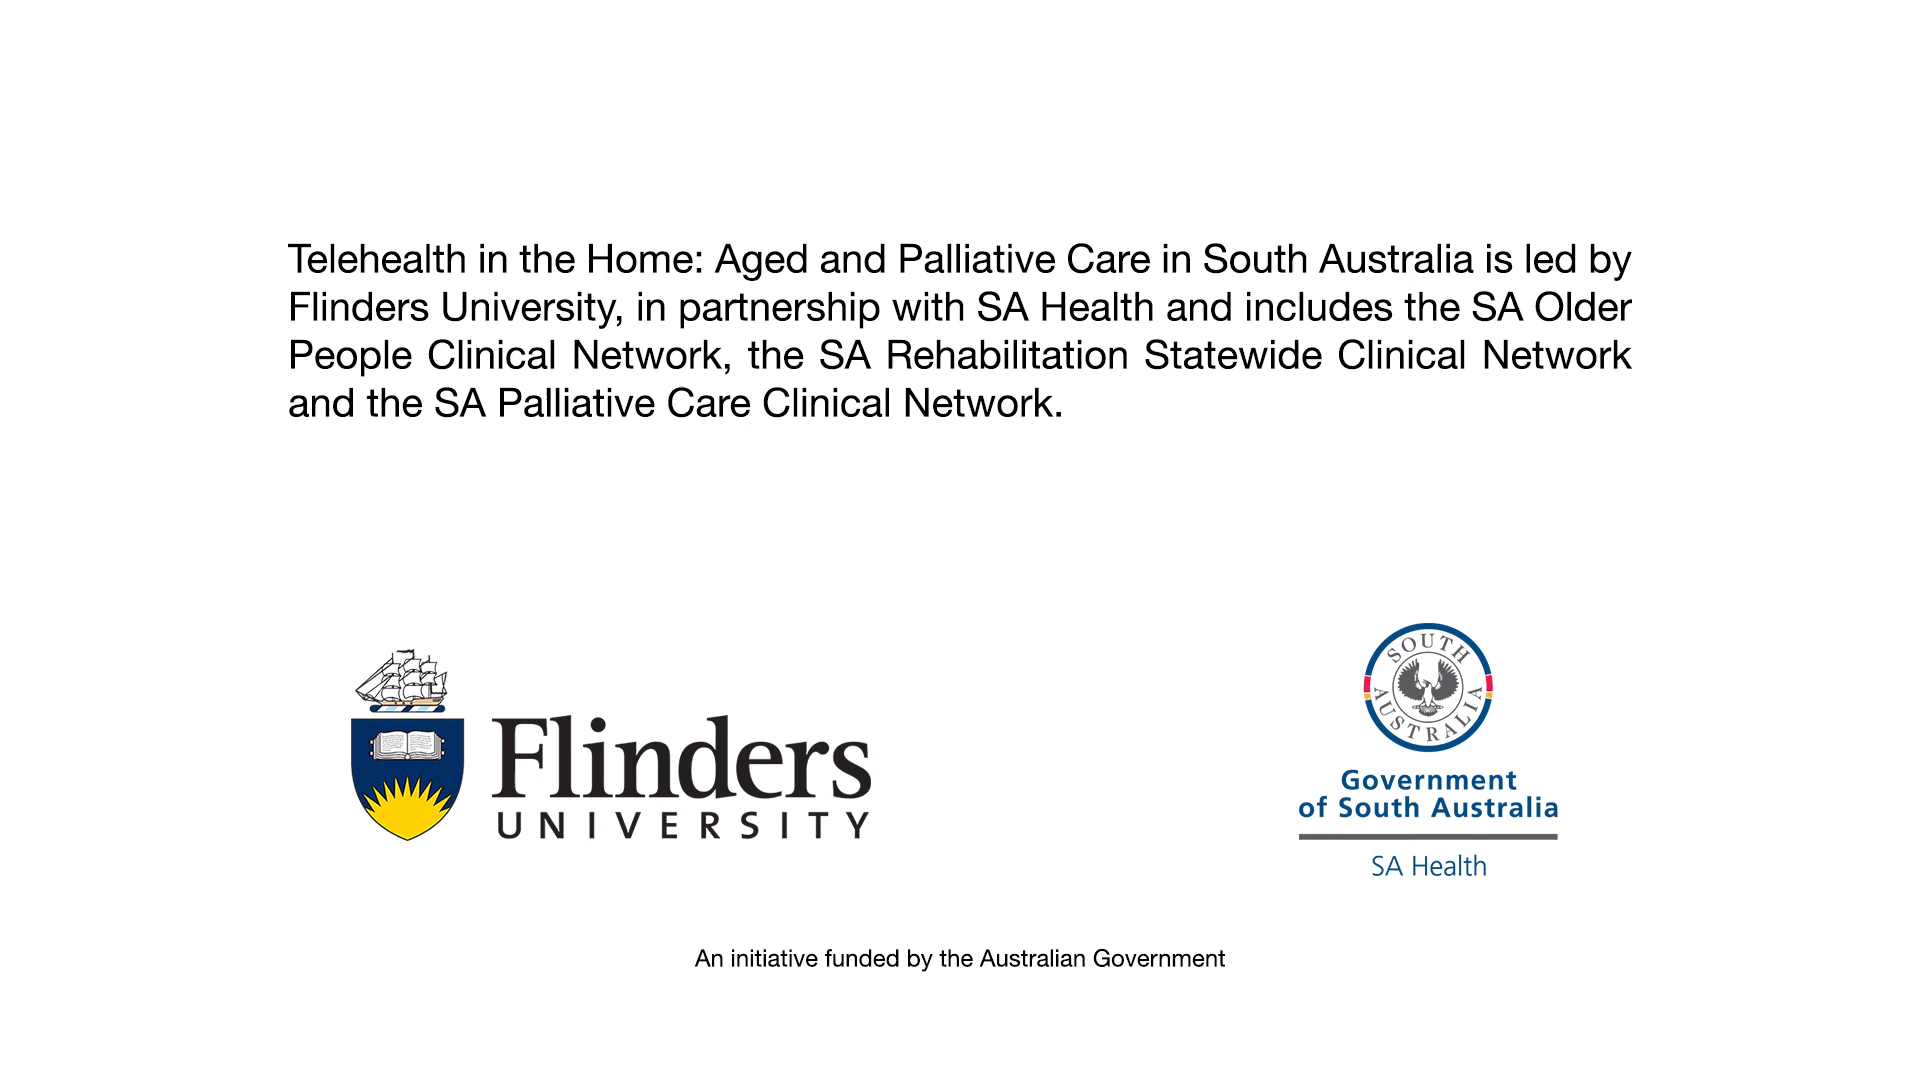 Telehealth in the Home: Aged and Palliative Care in South Australia is led by
Flinders University, in partnership with SA Health and includes the SA Older
People Clinical Network, the SA Rehabilitation Statewide Clinical Network
and the SA Palliative Care Clinical Network.
Flinders
UNIVERSITY
SOUTH
AUSTRALIA
Government
of South Australia
SA Health
An initiative funded by the Australian Government